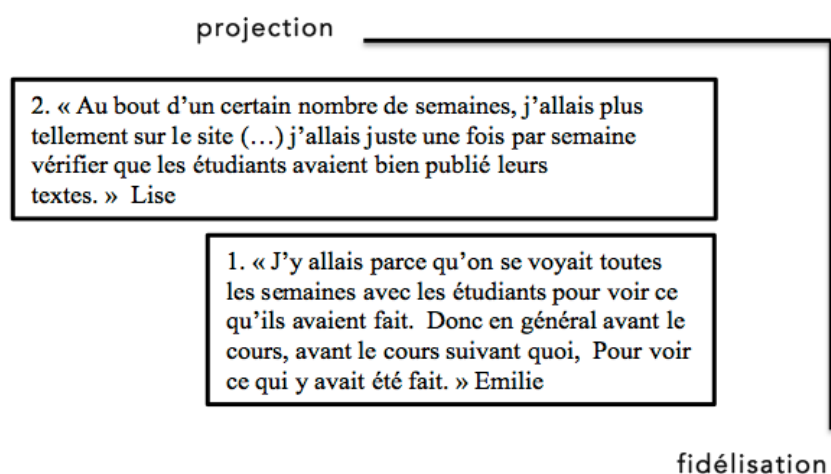 projection
2. « Au bout d’un certain nombre de semaines, j’allais plus
tellement sur le site (…) j’allais juste une fois par semaine
vérifier que les étudiants avaient bien publié leurs
textes. » Lise
1. « J’y allais parce qu’on se voyait toutes
les semaines avec les étudiants pour voir ce
qu’ils avaient fait. Donc en général avant le
cours, avant le cours suivant quoi, Pour voir
ce qui y avait été fait. » Emilie
fidélisation